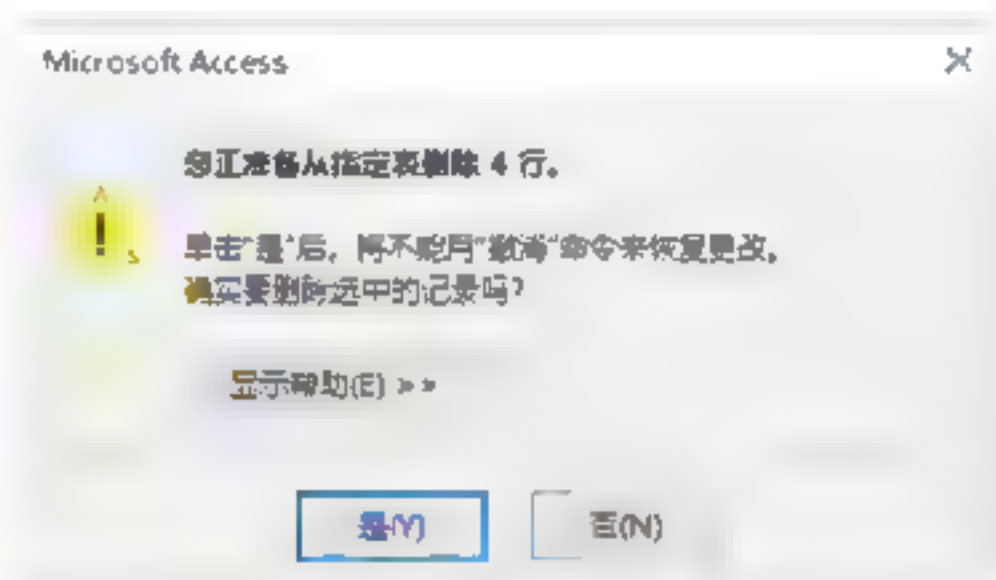 Microsoft Access
您正准备从指定表删除 4 行。
单击"是"后，将不能用"撤消"命令来恢复更改。
确实要删除选中的记录吗?
显示帮助(E) >>
是(Y)
否(N)